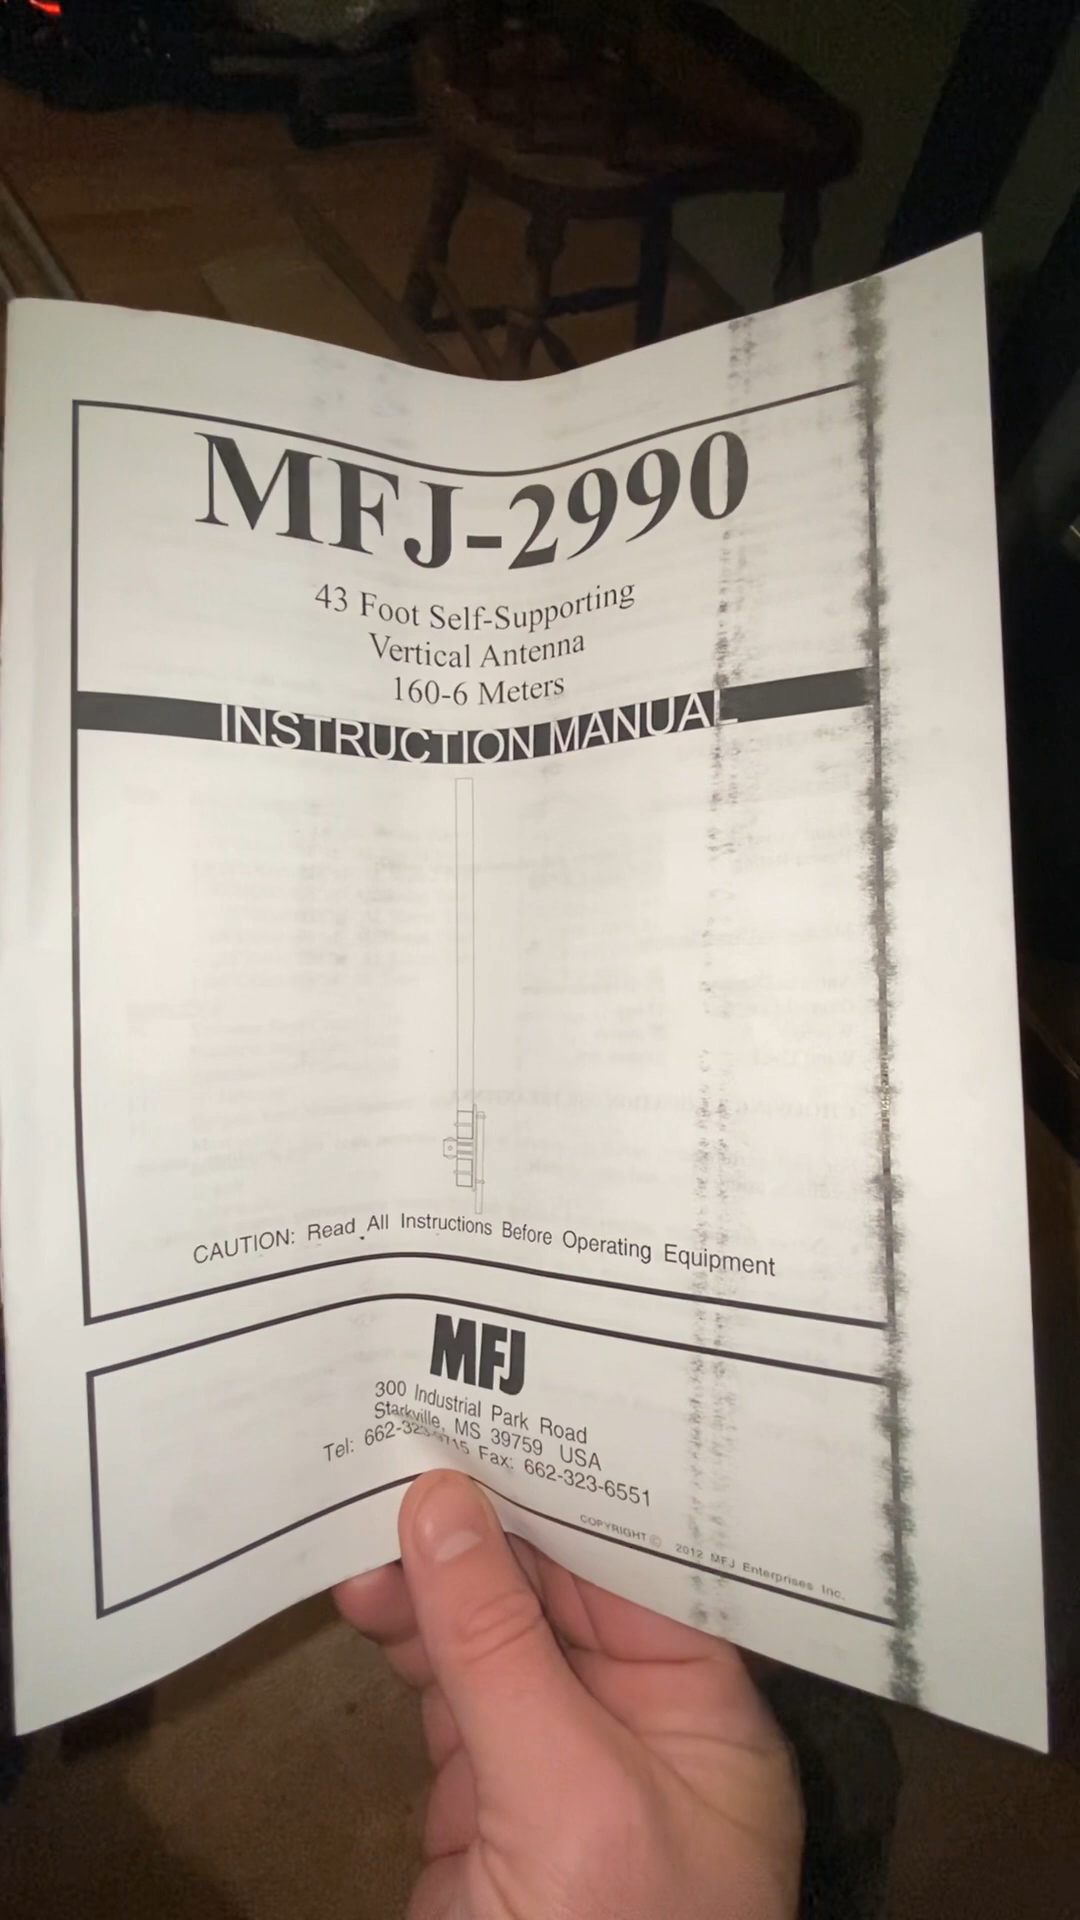 MFJ-2990
43 Foot Self-Supporting
Vertical Antenna
160-6 Meters
INSTRUCTION MANUAL
CAUTION: Read All Instructions Before Operating Equipment
MFJ
300 Industrial Park Road
Starkville, MS 39759 USA
Tel: Fax: 662-323-6551
COPYRIGHT © 2012 MFJ Enterprises Inc.